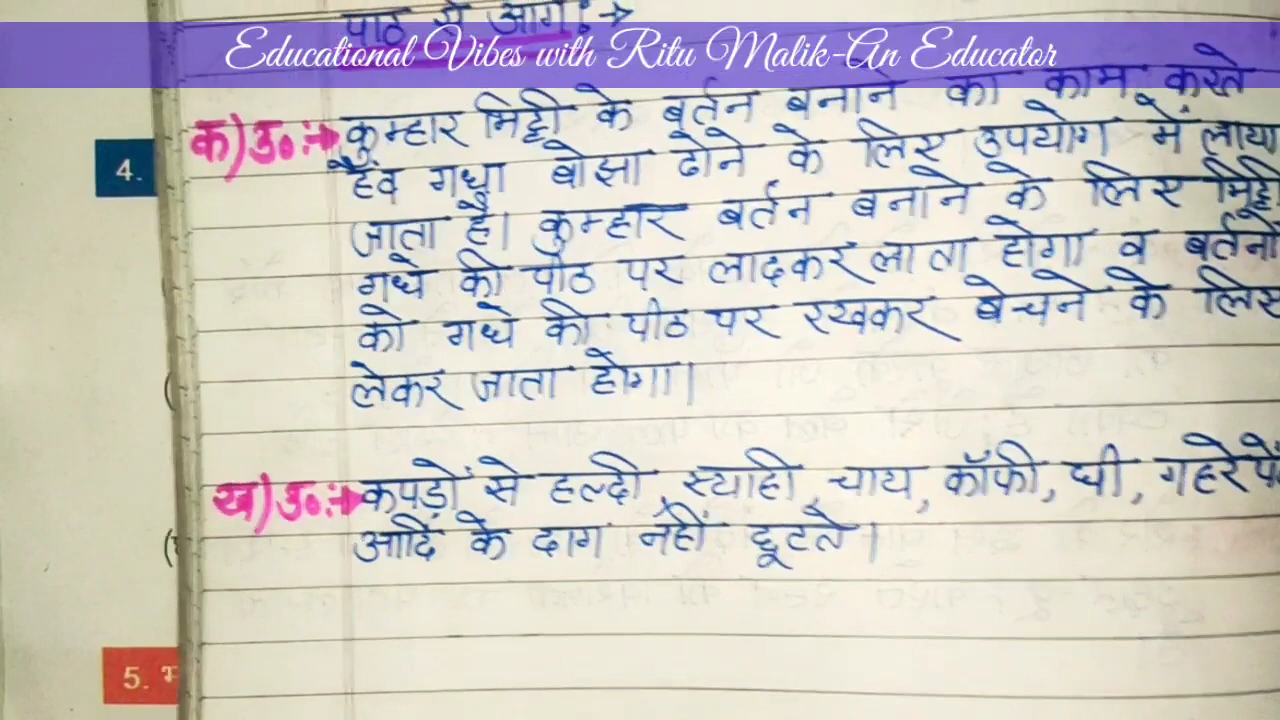 पाठ से आगे :→
Educational Vibes with Ritu Malik-An Educator
क) उ०:→ कुम्हार मिट्टी के बर्तन बनाने का काम करते
4.
हैंव गधा बोझा ढोने के लिए उपयोग में लाया
जाता है। कुम्हार बर्तन बनाने के लिए मिट्टी
गधे की पीठ पर लादकर लाता होगा व बर्तनों
को गधे की पीठ पर रखकर बेचने के लिए
लेकर जाता होगा।
ख) उ०:→ कपड़ों से हल्दी, स्याही, चाय, कॉफी, घी, गहरे
आदि के दाग नहीं छूटते।
5.